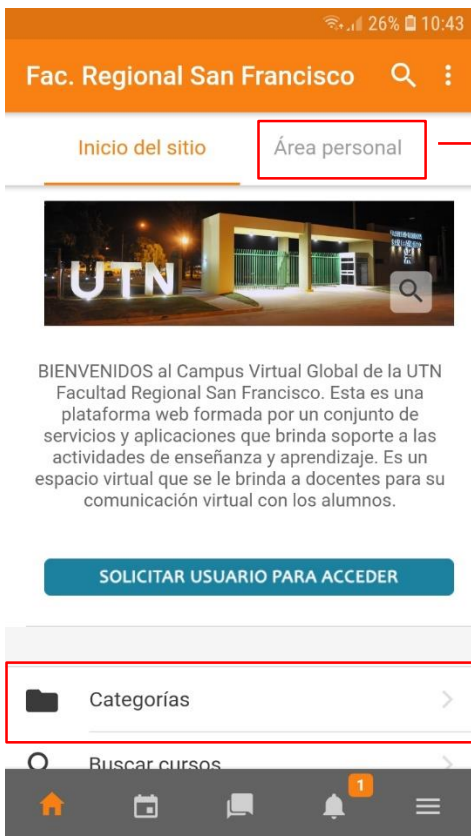 26% 10:43
Fac. Regional San Francisco
Inicio del sitio Área personal
UTN
BIENVENIDOS al Campus Virtual Global de la UTN
Facultad Regional San Francisco. Esta es una
plataforma web formada por un conjunto de
servicios y aplicaciones que brinda soporte a las
actividades de enseñanza y aprendizaje. Es un
espacio virtual que se le brinda a docentes para su
comunicación virtual con los alumnos.
SOLICITAR USUARIO PARA ACCEDER
Categorías
Buscar cursos
1